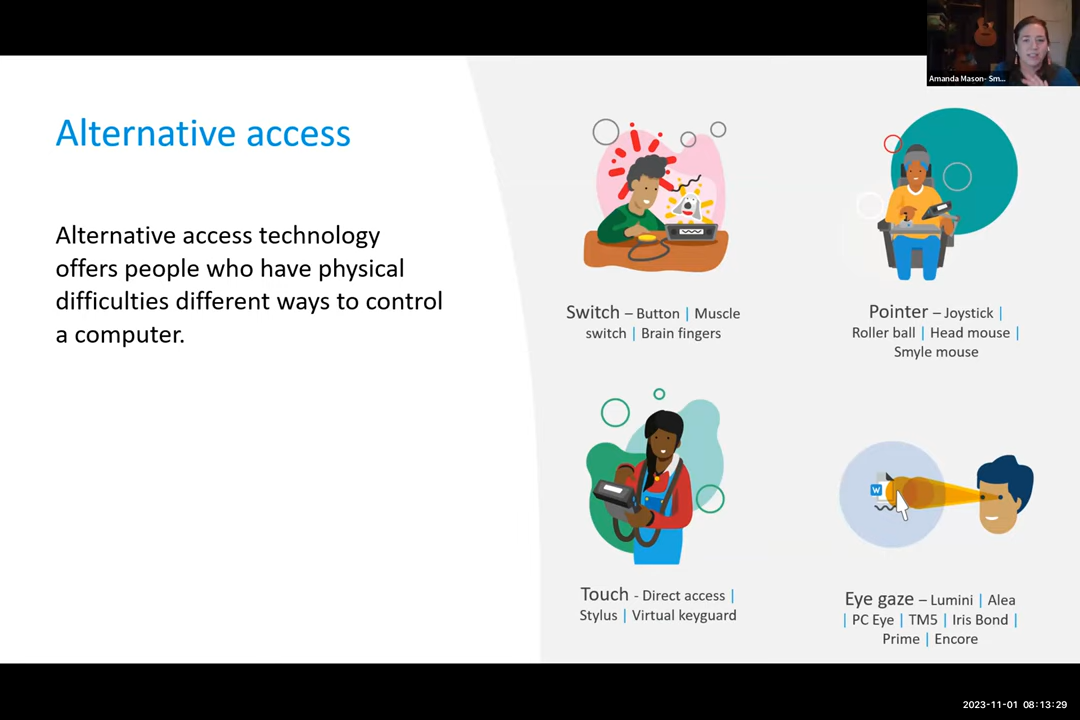 Amanda Mason- Sm...
Alternative access
Alternative access technology
offers people who have physical
difficulties different ways to control
a computer.
Switch – Button | Muscle
switch | Brain fingers
Pointer – Joystick |
Roller ball | Head mouse |
Smyle mouse
Touch - Direct access |
Stylus | Virtual keyguard
W
Eye gaze – Lumini | Alea
| PC Eye | TM5 | Iris Bond |
Prime | Encore
2023-11-01 08:13:29